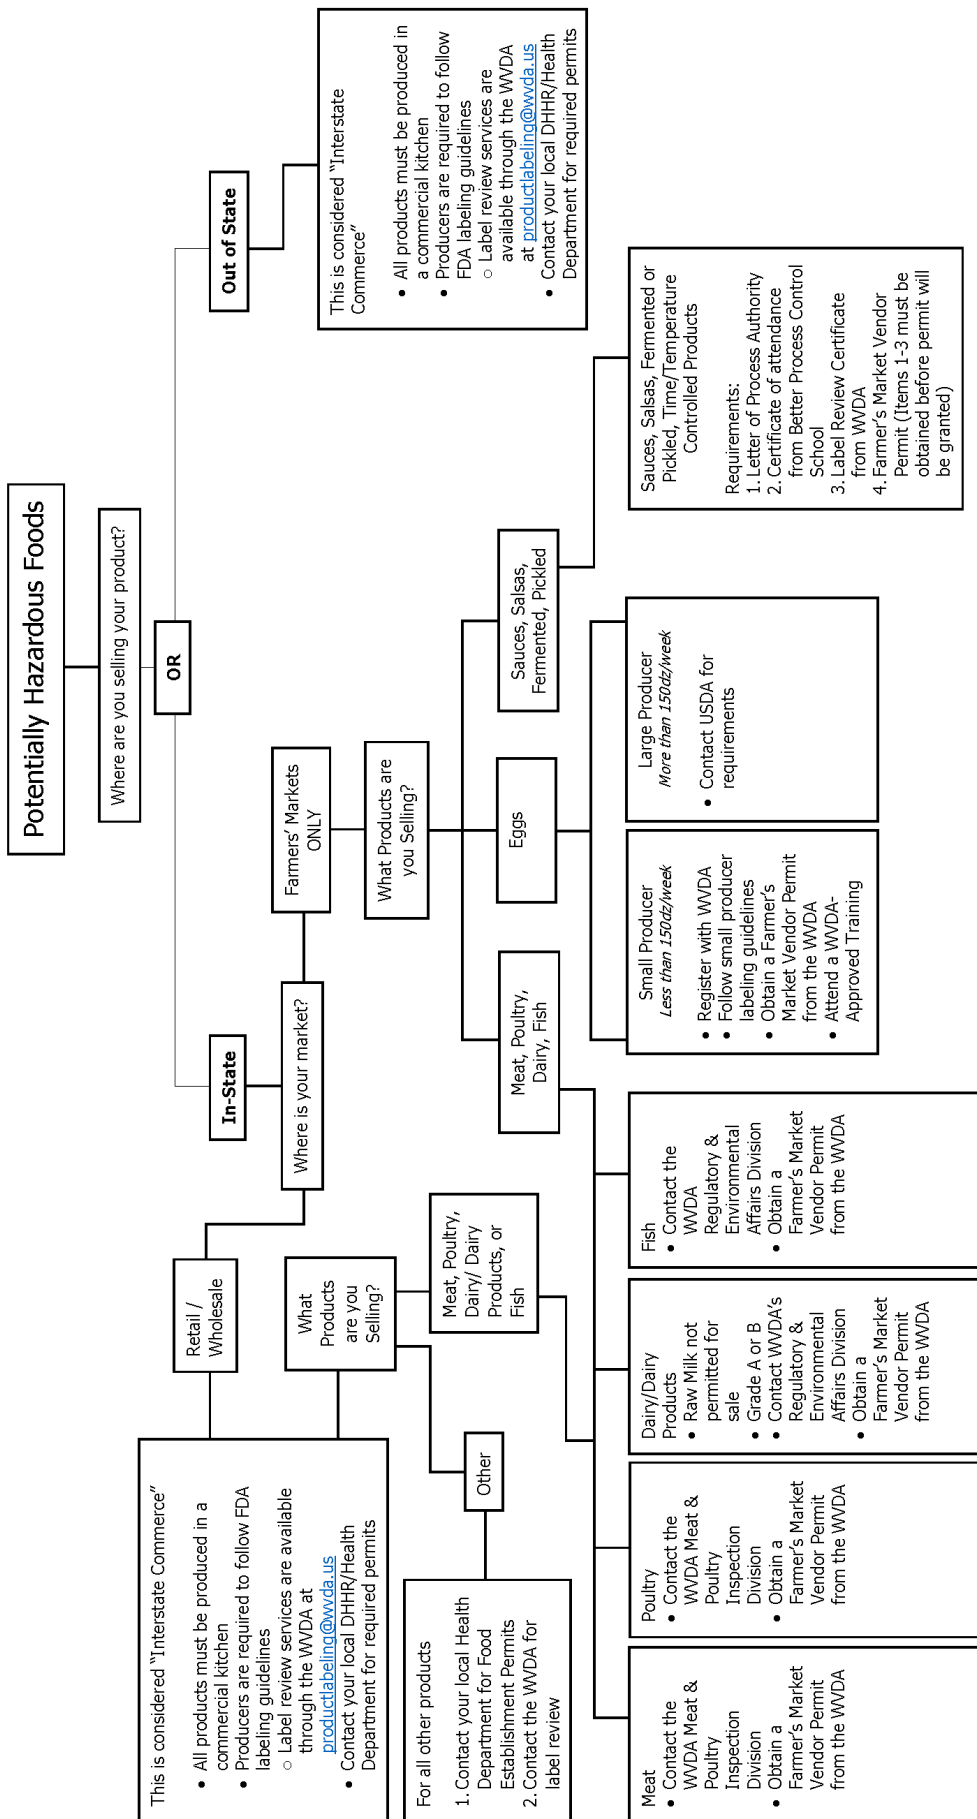 Potentially Hazardous Foods
Where are you selling your product?
OR
In-State
Out of State
This is considered “Interstate
Commerce”
• All products must be produced in
a commercial kitchen
• Producers are required to follow
FDA labeling guidelines
○ Label review services are
available through the WVDA
at productlabeling@wvda.us
• Contact your local DHHR/Health
Department for required permits
Where is your market?
Retail /
Wholesale
Farmers’ Markets
ONLY
This is considered “Interstate Commerce”
• All products must be produced in a
commercial kitchen
• Producers are required to follow FDA
labeling guidelines
○ Label review services are available
through the WVDA at
productlabeling@wvda.us
• Contact your local DHHR/Health
Department for required permits
What
Products
are you
Selling?
What Products are
you Selling?
For all other products
1. Contact your local Health
Department for Food
Establishment Permits
2. Contact the WVDA for
label review
Other
Meat, Poultry,
Dairy/ Dairy
Products, or
Fish
Meat, Poultry,
Dairy, Fish
Eggs
Sauces, Salsas,
Fermented, Pickled
Meat
• Contact the
WVDA Meat &
Poultry
Inspection
Division
• Obtain a
Farmer’s Market
Vendor Permit
from the WVDA
Poultry
• Contact the
WVDA Meat &
Poultry
Inspection
Division
• Obtain a
Farmer’s Market
Vendor Permit
from the WVDA
Dairy/Dairy
Products
• Raw Milk not
permitted for
sale
• Grade A or B
• Contact WVDA’s
Regulatory &
Environmental
Affairs Division
• Obtain a
Farmer’s Market
Vendor Permit
from the WVDA
Fish
• Contact the
WVDA
Regulatory &
Environmental
Affairs Division
• Obtain a
Farmer’s Market
Vendor Permit
from the WVDA
Small Producer
Less than 150dz/week
• Register with WVDA
• Follow small producer
labeling guidelines
• Obtain a Farmer’s
Market Vendor Permit
from the WVDA
• Attend a WVDA-
Approved Training
Large Producer
More than 150dz/week
• Contact USDA for
requirements
Sauces, Salsas, Fermented or
Pickled, Time/Temperature
Controlled Products
Requirements:
1. Letter of Process Authority
2. Certificate of attendance
from Better Process Control
School
3. Label Review Certificate
from WVDA
4. Farmer’s Market Vendor
Permit (Items 1-3 must be
obtained before permit will
be granted)